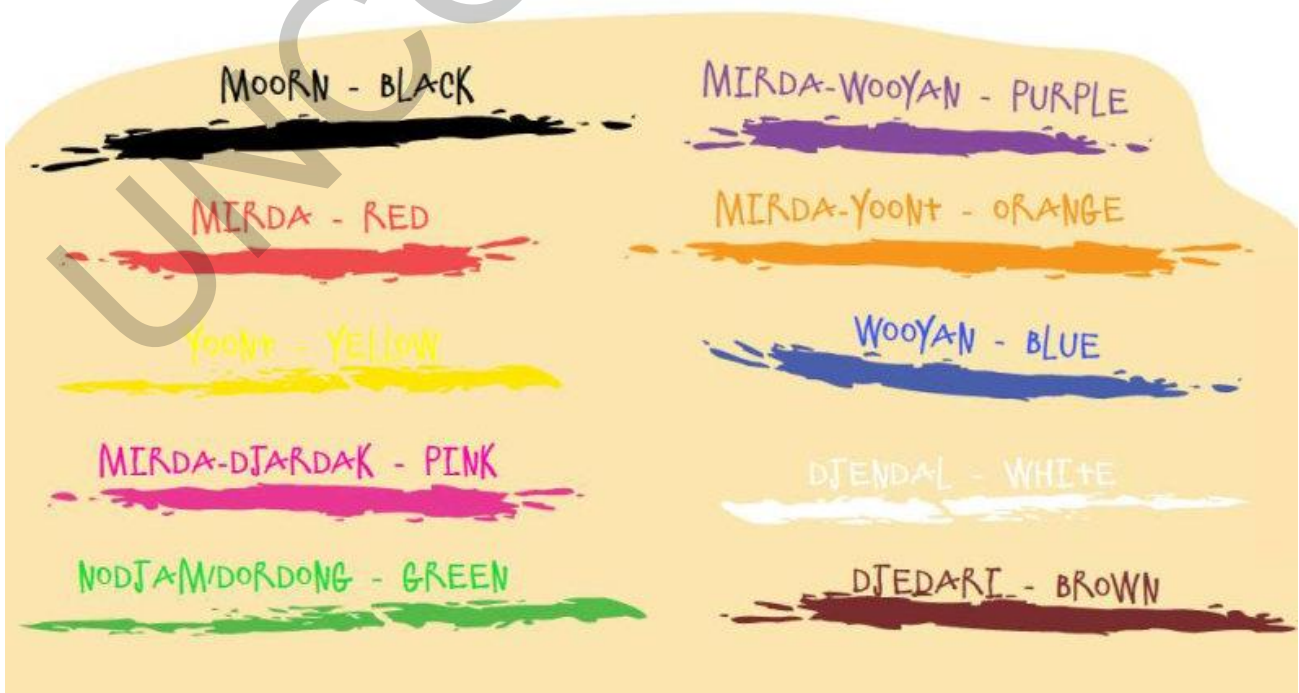 MOORN - BLACK
MIRDA - RED
YOONT - YELLOW
MIRDA-DJARDAK - PINK
NODJAM/DORDONG - GREEN
MIRDA-WOOYAN - PURPLE
MIRDA-YOONT - ORANGE
WOOYAN - BLUE
DJENDAL - WHITE
DJEDARI - BROWN
UNCO